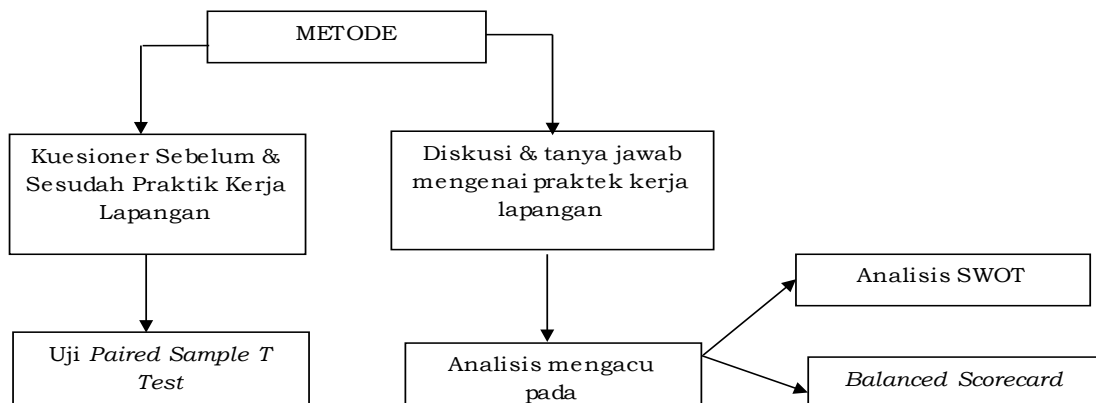 METODE
Kuesioner Sebelum &
Sesudah Praktik Kerja
Lapangan
Diskusi & tanya jawab
mengenai praktek kerja
lapangan
Analisis SWOT
Uji Paired Sample T
Test
Analisis mengacu
pada
Balanced Scorecard